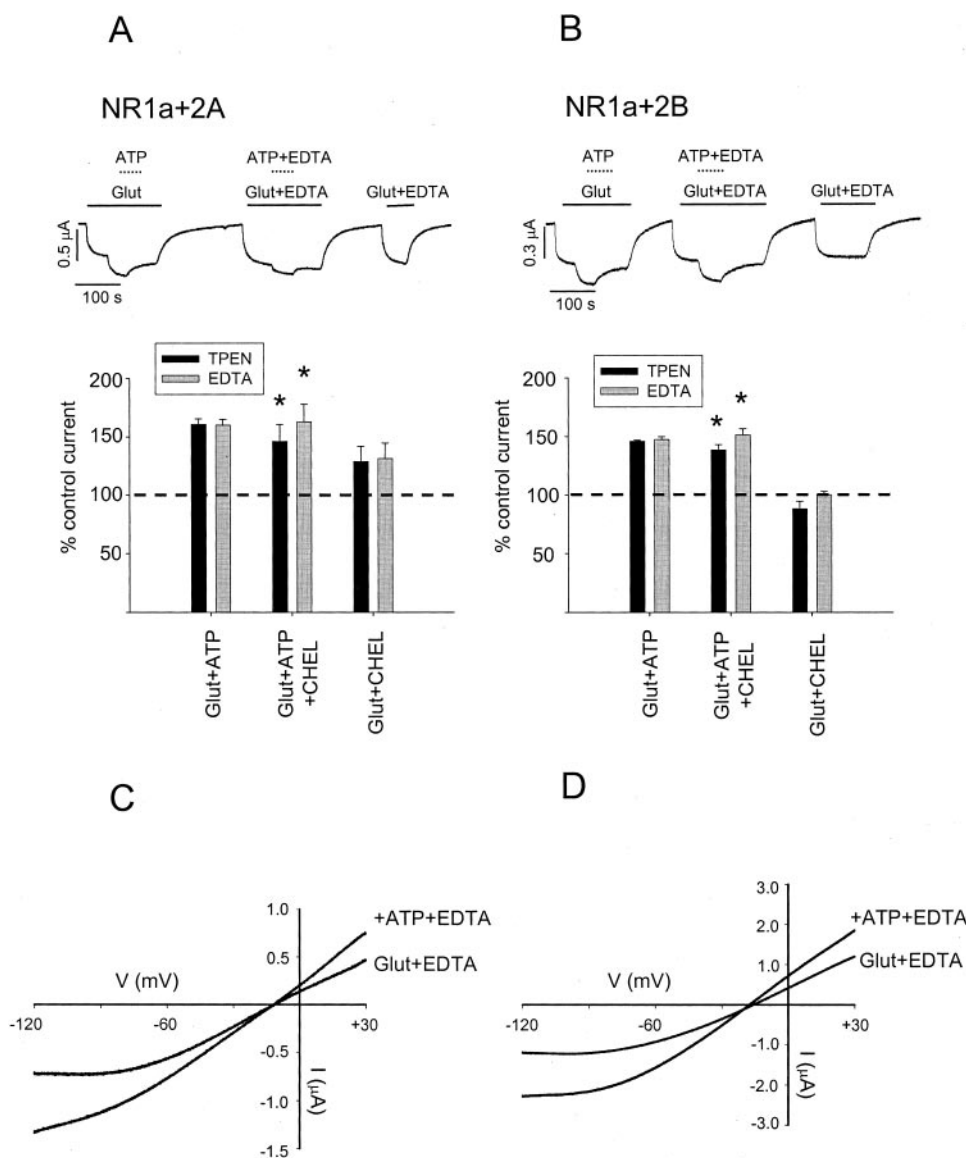 A
NR1a+2A
ATP
Glut
ATP+EDTA
Glut+EDTA
Glut+EDTA
0.5 μA
100 s
TPEN
EDTA
% control current
200
150
100
50
*
*
Glut+ATP
Glut+ATP
+CHEL
Glut+CHEL
B
NR1a+2B
ATP
Glut
ATP+EDTA
Glut+EDTA
Glut+EDTA
0.3 μA
100 s
TPEN
EDTA
% control current
200
150
100
50
*
*
Glut+ATP
Glut+ATP
+CHEL
Glut+CHEL
C
1.0
0.5
-0.5
-1.0
-1.5
+ATP+EDTA
Glut+EDTA
V (mV)
-120
-60
+30
I (μA)
D
3.0
2.0
1.0
-1.0
-2.0
-3.0
+ATP+EDTA
Glut+EDTA
V (mV)
-120
-60
+30
I (μA)